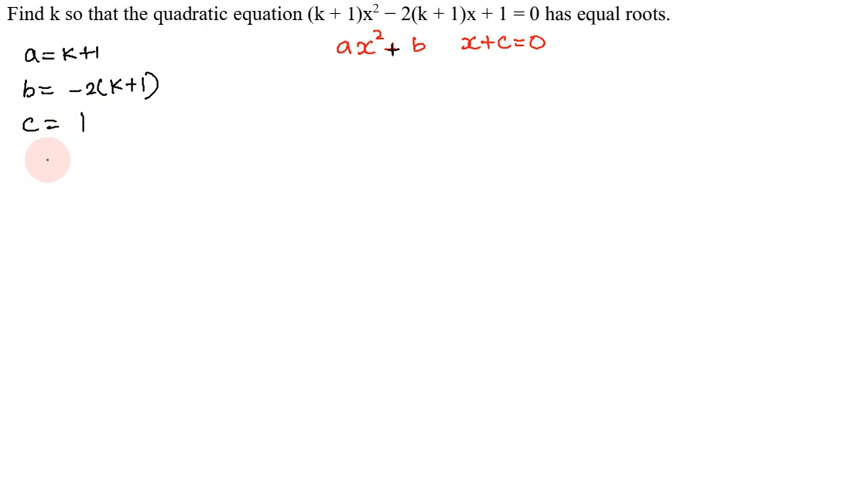 Find k so that the quadratic equation (k + 1)x² − 2(k + 1)x + 1 = 0 has equal roots.
ax² + b x+c=0
a=k+1
b= -2(k+1)
c= 1